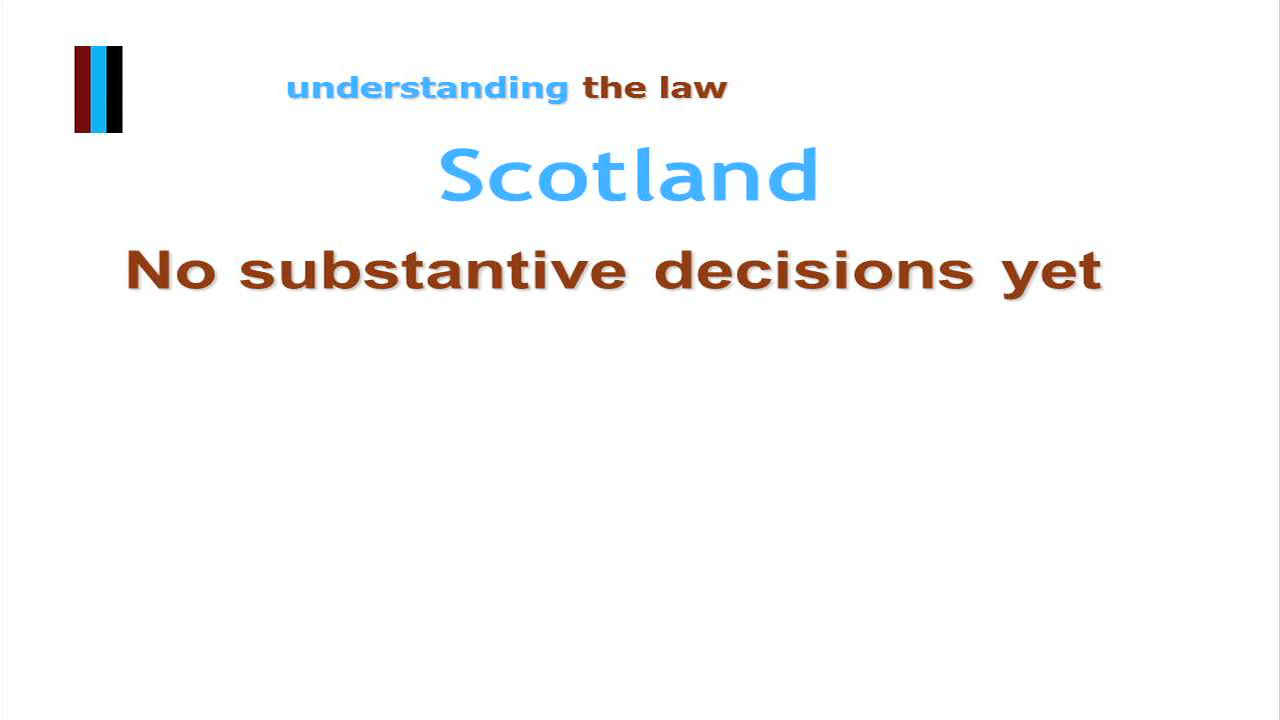 understanding the law
Scotland
No substantive decisions yet